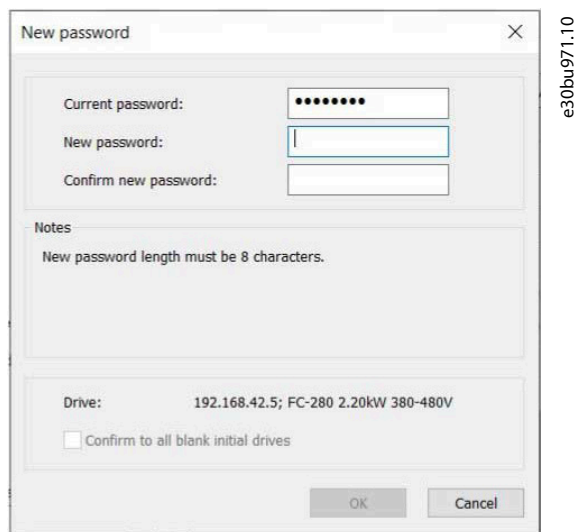 New password
Current password:
••••••••
New password:
Confirm new password:
Notes
New password length must be 8 characters.
Drive:
192.168.42.5; FC-280 2.20kW 380-480V
Confirm to all blank initial drives
OK
Cancel
e30bu971.10